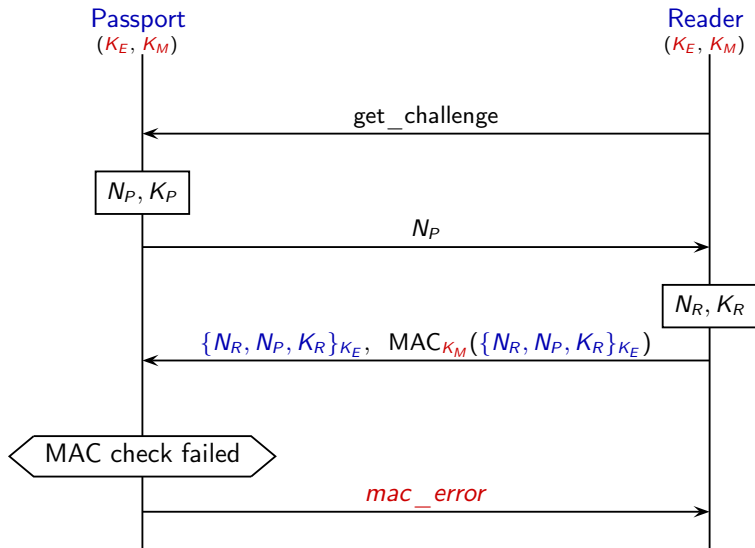 Passport Reader
(K_E, K_M) (K_E, K_M)
get_challenge
N_P, K_P
N_P
N_R, K_R
{N_R, N_P, K_R}_{K_E}, MAC_{K_M}({N_R, N_P, K_R}_{K_E})
MAC check failed
mac_error